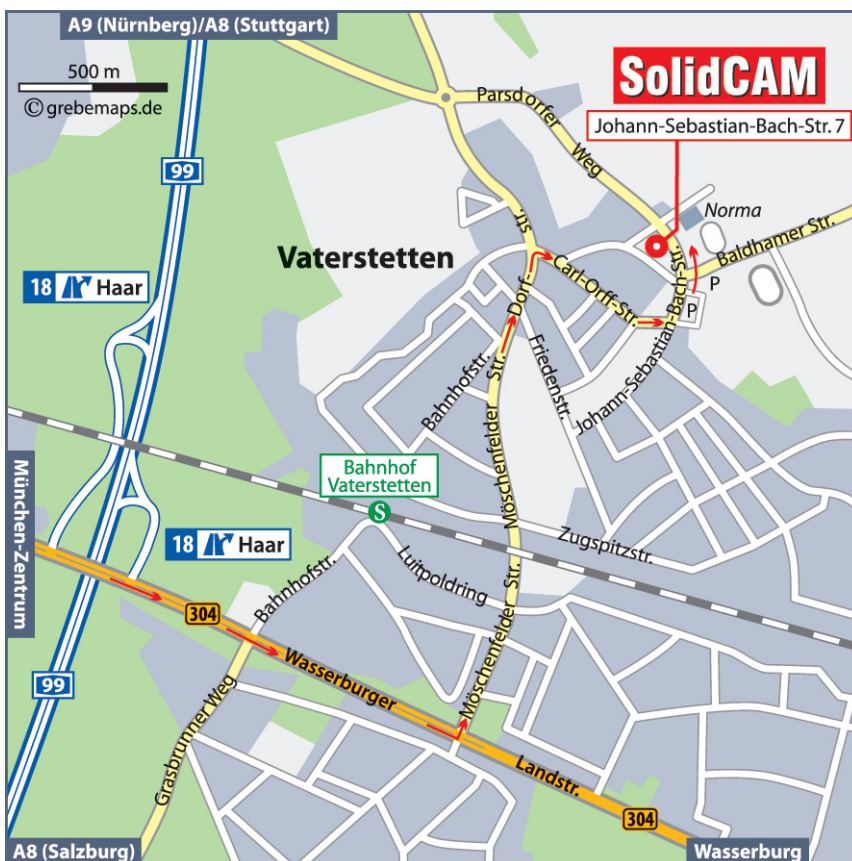 A9 (Nürnberg)/A8 (Stuttgart)
500 m
© grebemaps.de
SolidCAM
Johann-Sebastian-Bach-Str. 7
Parsdorfer
Weg
99
Norma
Baldhamer Str.
Vaterstetten
Dorf-
str.
Carl-Orff-Str.
P
P
18 Haar
Johann-Sebastian-Bach-Str.
Friedenstr.
Bahnhofstr.
Möschenfelder Str.
Bahnhof
Vaterstetten
S
München-Zentrum
18 Haar
Zugspitzstr.
Luitpoldring
Bahnhofstr.
304
Möschenfelder Str.
Wasserburger
Landstr.
99
Grasbrunner Weg
304
A8 (Salzburg)
Wasserburg